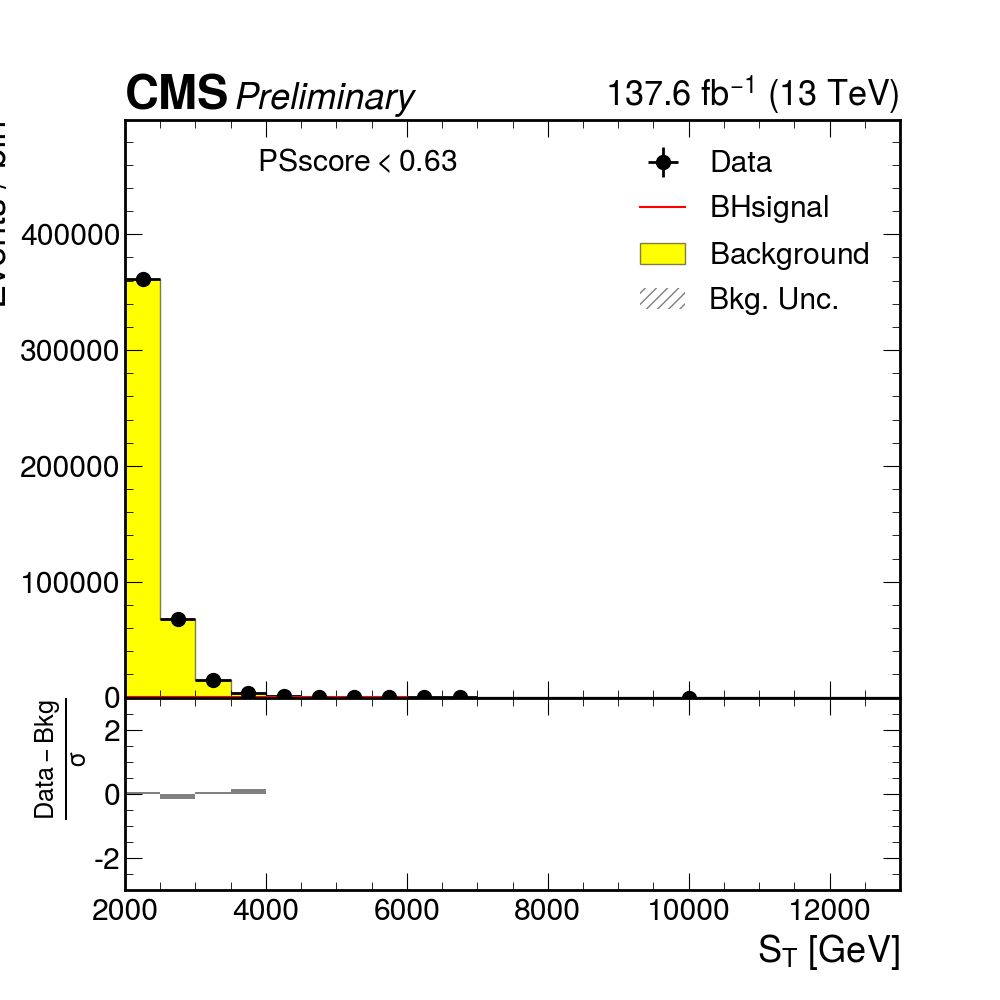 CMS Preliminary 137.6 fb⁻¹ (13 TeV)
PSscore < 0.63
Data
BHsignal
Background
Bkg. Unc.
400000
300000
200000
100000
0
Data − Bkg
σ
2
0
-2
2000 4000 6000 8000 10000 12000
S_T [GeV]